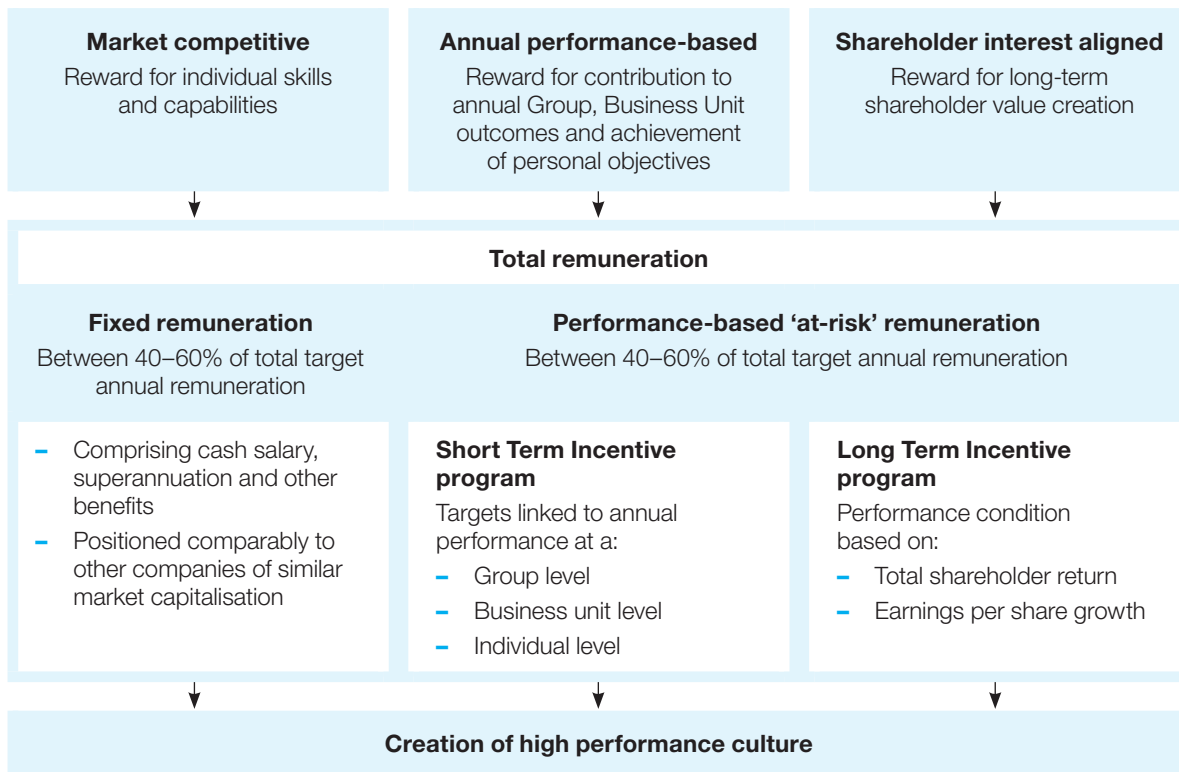 Market competitive
Reward for individual skills
and capabilities
Annual performance-based
Reward for contribution to
annual Group, Business Unit
outcomes and achievement
of personal objectives
Shareholder interest aligned
Reward for long-term
shareholder value creation
Total remuneration
Fixed remuneration
Between 40–60% of total target
annual remuneration
Performance-based ‘at-risk’ remuneration
Between 40–60% of total target annual remuneration
– Comprising cash salary,
superannuation and other
benefits
– Positioned comparably to
other companies of similar
market capitalisation
Short Term Incentive
program
Targets linked to annual
performance at a:
– Group level
– Business unit level
– Individual level
Long Term Incentive
program
Performance condition
based on:
– Total shareholder return
– Earnings per share growth
Creation of high performance culture